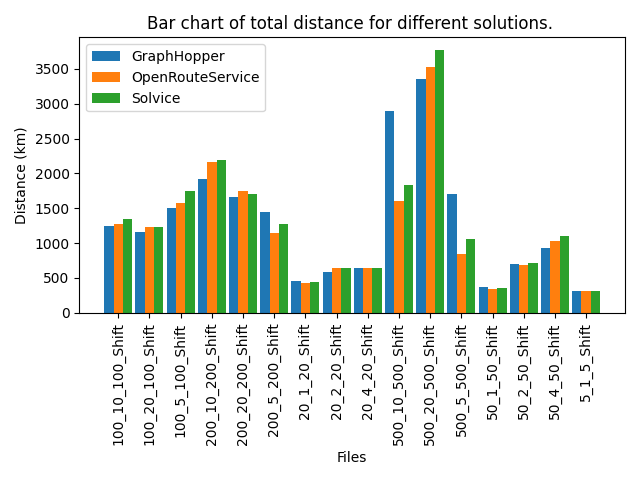 Bar chart of total distance for different solutions.
GraphHopper
OpenRouteService
Solvice
Distance (km)
3500
3000
2500
2000
1500
1000
500
0
100_10_100_Shift
100_20_100_Shift
100_5_100_Shift
200_10_200_Shift
200_20_200_Shift
200_5_200_Shift
20_1_20_Shift
20_2_20_Shift
20_4_20_Shift
500_10_500_Shift
500_20_500_Shift
500_5_500_Shift
50_1_50_Shift
50_2_50_Shift
50_4_50_Shift
5_1_5_Shift
Files